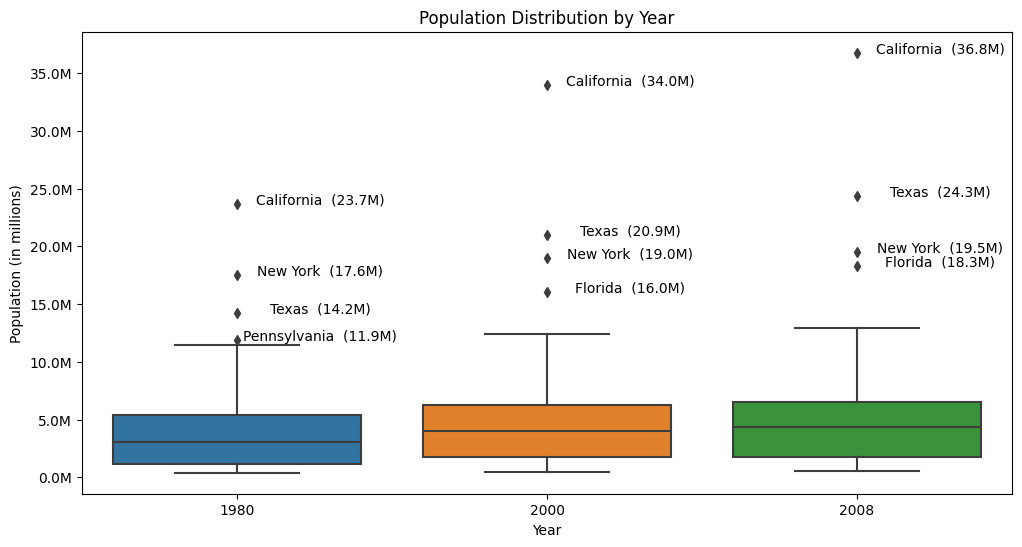 Population Distribution by Year
Population (in millions)
35.0M
30.0M
25.0M
20.0M
15.0M
10.0M
5.0M
0.0M
California (23.7M)
New York (17.6M)
Texas (14.2M)
Pennsylvania (11.9M)
California (34.0M)
Texas (20.9M)
New York (19.0M)
Florida (16.0M)
California (36.8M)
Texas (24.3M)
New York (19.5M)
Florida (18.3M)
1980
2000
2008
Year